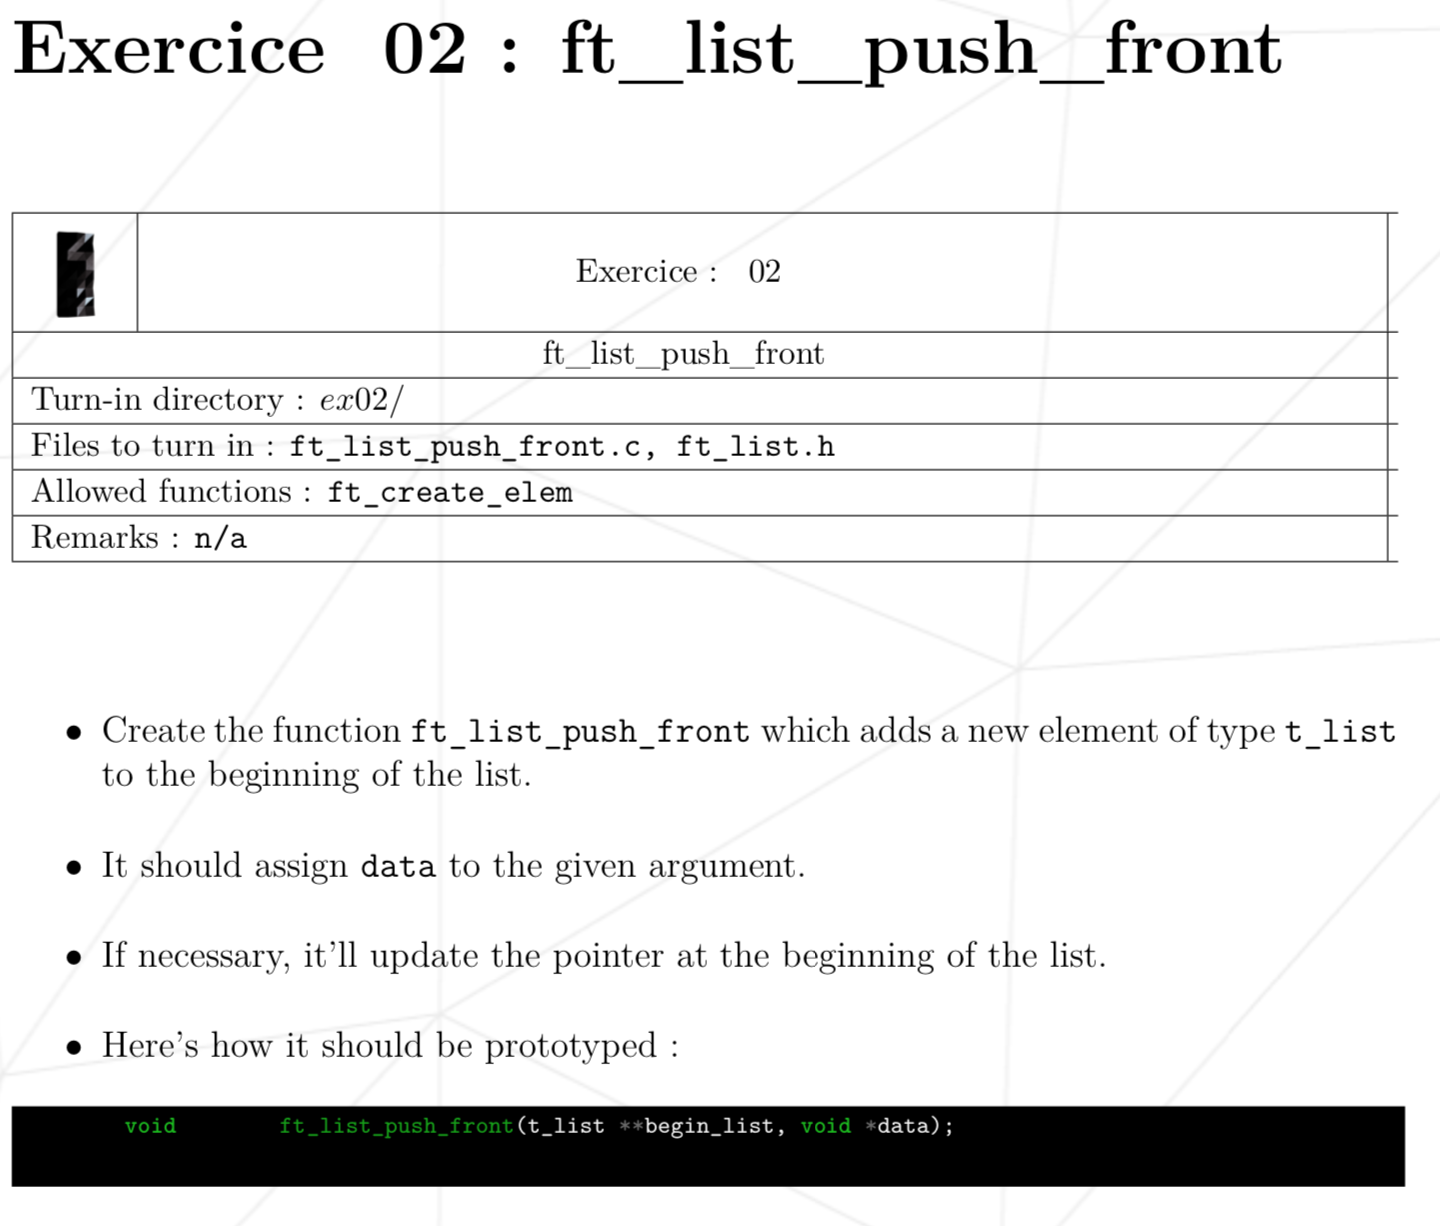 Exercice 02 : ft_list_push_front
Exercice : 02
ft_list_push_front
Turn-in directory : ex02/
Files to turn in : ft_list_push_front.c, ft_list.h
Allowed functions : ft_create_elem
Remarks : n/a
• Create the function ft_list_push_front which adds a new element of type t_list
to the beginning of the list.
• It should assign data to the given argument.
• If necessary, it'll update the pointer at the beginning of the list.
• Here's how it should be prototyped :
void ft_list_push_front(t_list **begin_list, void *data);